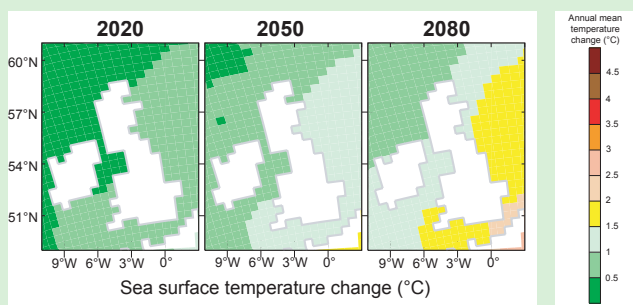 2020 2050 2080
60°N
57°N
54°N
51°N
9°W 6°W 3°W 0° 9°W 6°W 3°W 0° 9°W 6°W 3°W 0°
Sea surface temperature change (°C)
Annual mean
temperature
change (°C)
4.5
4
3.5
3
2.5
2
1.5
1
0.5